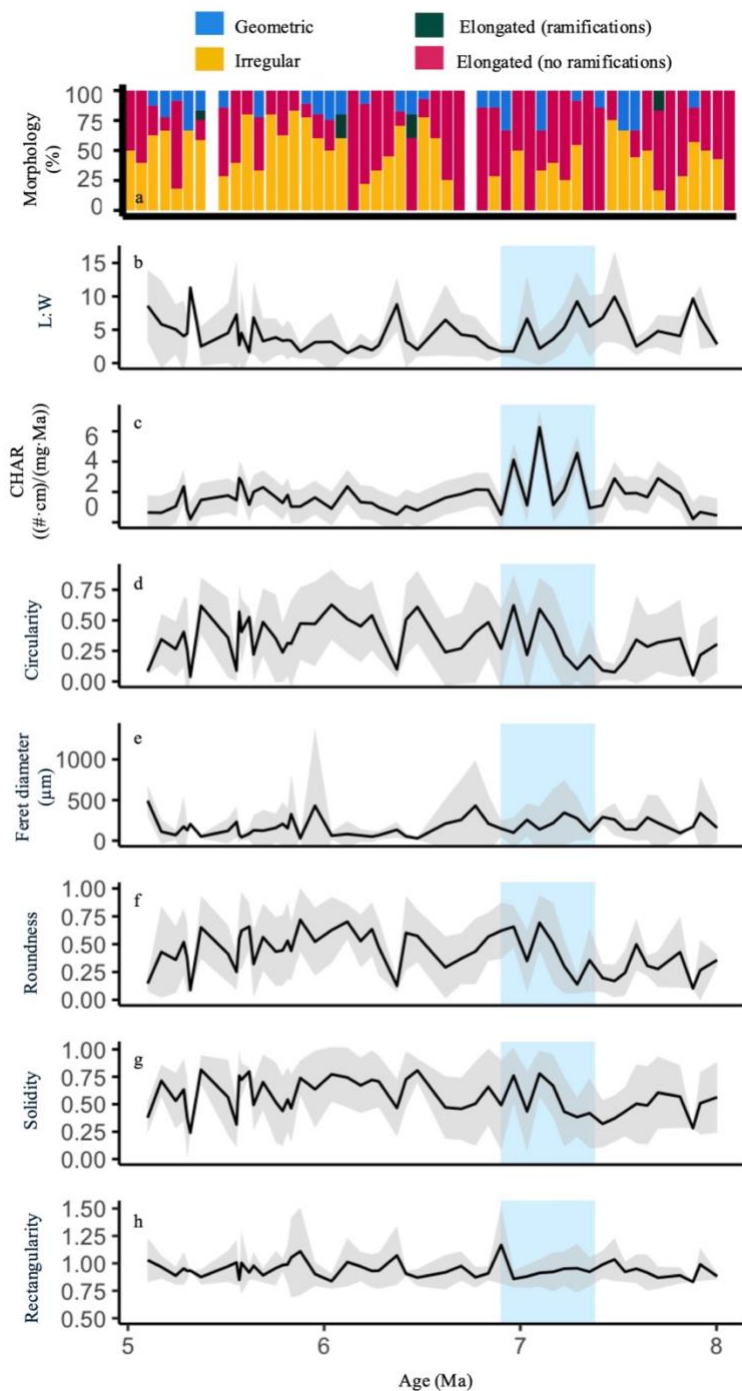 Geometric
Elongated (ramifications)
Irregular
Elongated (no ramifications)
Morphology
(%)
100
75
50
25
0
a
L:W
15
10
5
0
b
CHAR
((#·cm)/(mg·Ma))
6
4
2
0
c
Circularity
0.75
0.50
0.25
0.00
d
Feret diameter
(µm)
1000
500
0
e
Roundness
1.00
0.75
0.50
0.25
0.00
f
Solidity
1.00
0.75
0.50
0.25
0.00
g
Rectangularity
1.50
1.25
1.00
0.75
0.50
h
5
6
7
8
Age (Ma)